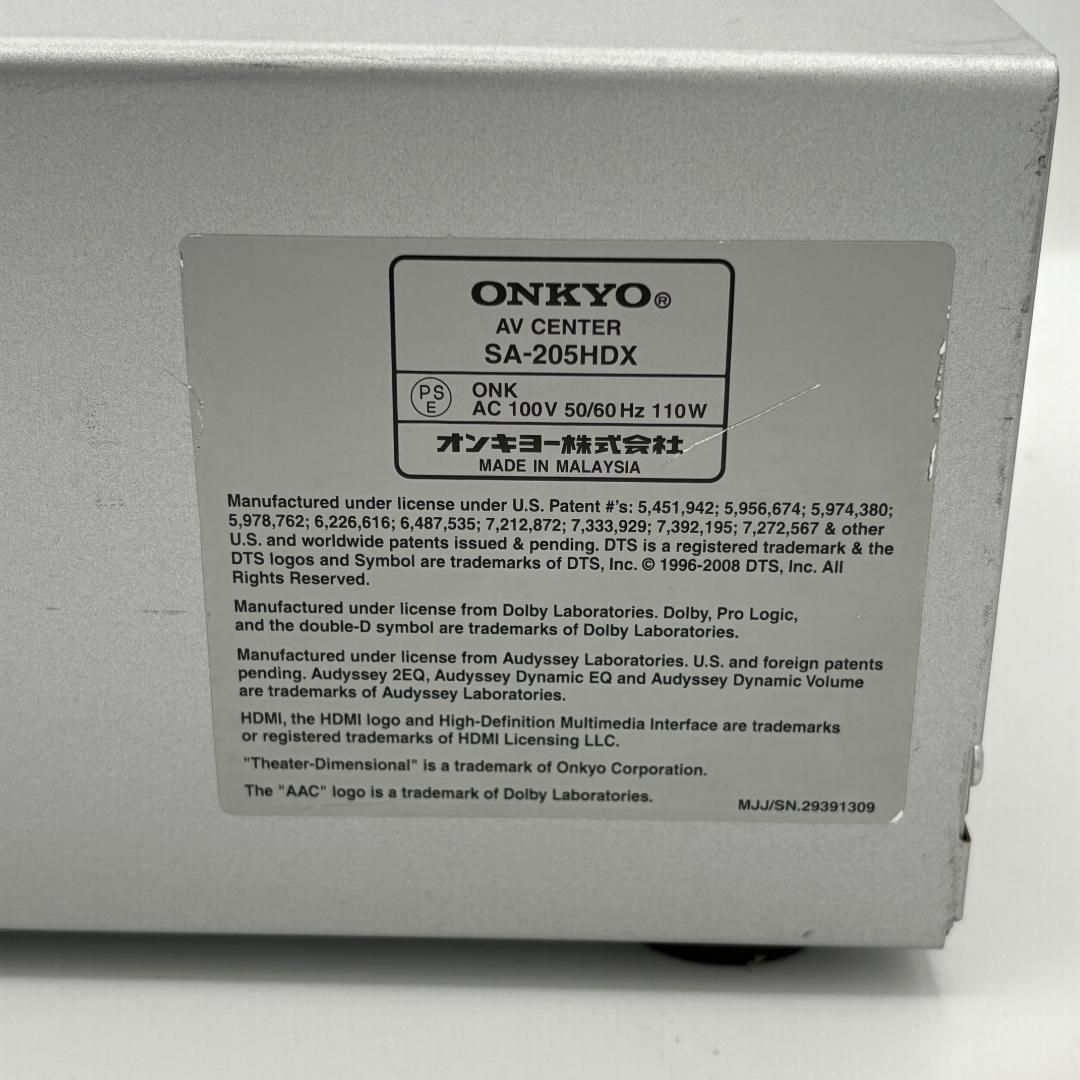 ONKYO®
AV CENTER
SA-205HDX
PS
E
ONK
AC 100V 50/60Hz 110W
オンキヨー株式会社
MADE IN MALAYSIA
Manufactured under license under U.S. Patent #'s: 5,451,942; 5,956,674; 5,974,380;
5,978,762; 6,226,616; 6,487,535; 7,212,872; 7,333,929; 7,392,195; 7,272,567 & other
U.S. and worldwide patents issued & pending. DTS is a registered trademark & the
DTS logos and Symbol are trademarks of DTS, Inc. © 1996-2008 DTS, Inc. All
Rights Reserved.
Manufactured under license from Dolby Laboratories. Dolby, Pro Logic,
and the double-D symbol are trademarks of Dolby Laboratories.
Manufactured under license from Audyssey Laboratories. U.S. and foreign patents
pending. Audyssey 2EQ, Audyssey Dynamic EQ and Audyssey Dynamic Volume
are trademarks of Audyssey Laboratories.
HDMI, the HDMI logo and High-Definition Multimedia Interface are trademarks
or registered trademarks of HDMI Licensing LLC.
"Theater-Dimensional" is a trademark of Onkyo Corporation.
The "AAC" logo is a trademark of Dolby Laboratories.
MJJ/SN.29391309